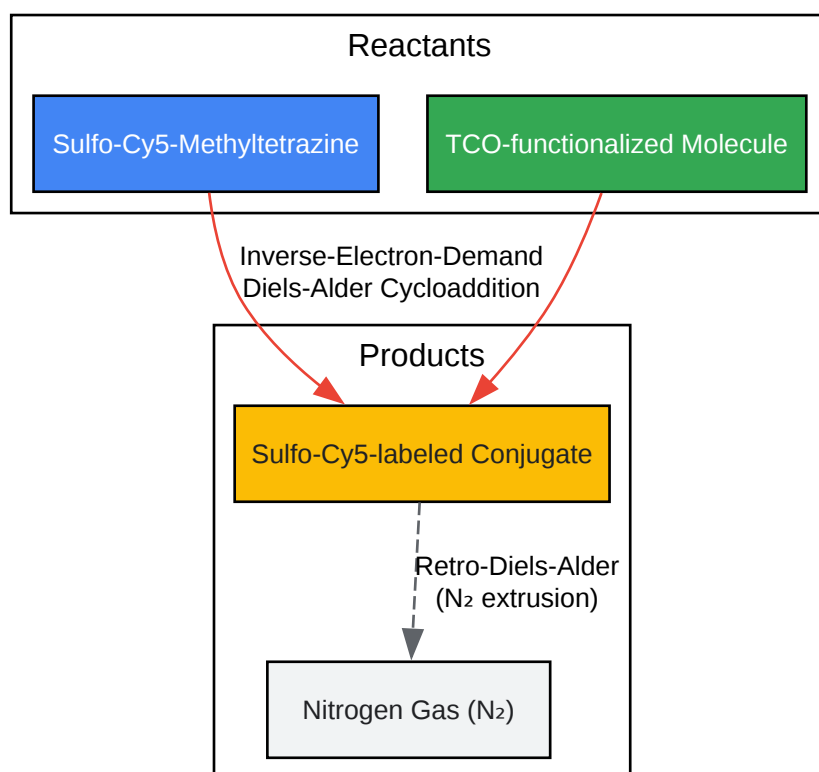 Reactants
Sulfo-Cy5-Methyltetrazine
TCO-functionalized Molecule
Inverse-Electron-Demand
Diels-Alder Cycloaddition
Products
Sulfo-Cy5-labeled Conjugate
Retro-Diels-Alder
(N₂ extrusion)
Nitrogen Gas (N₂)